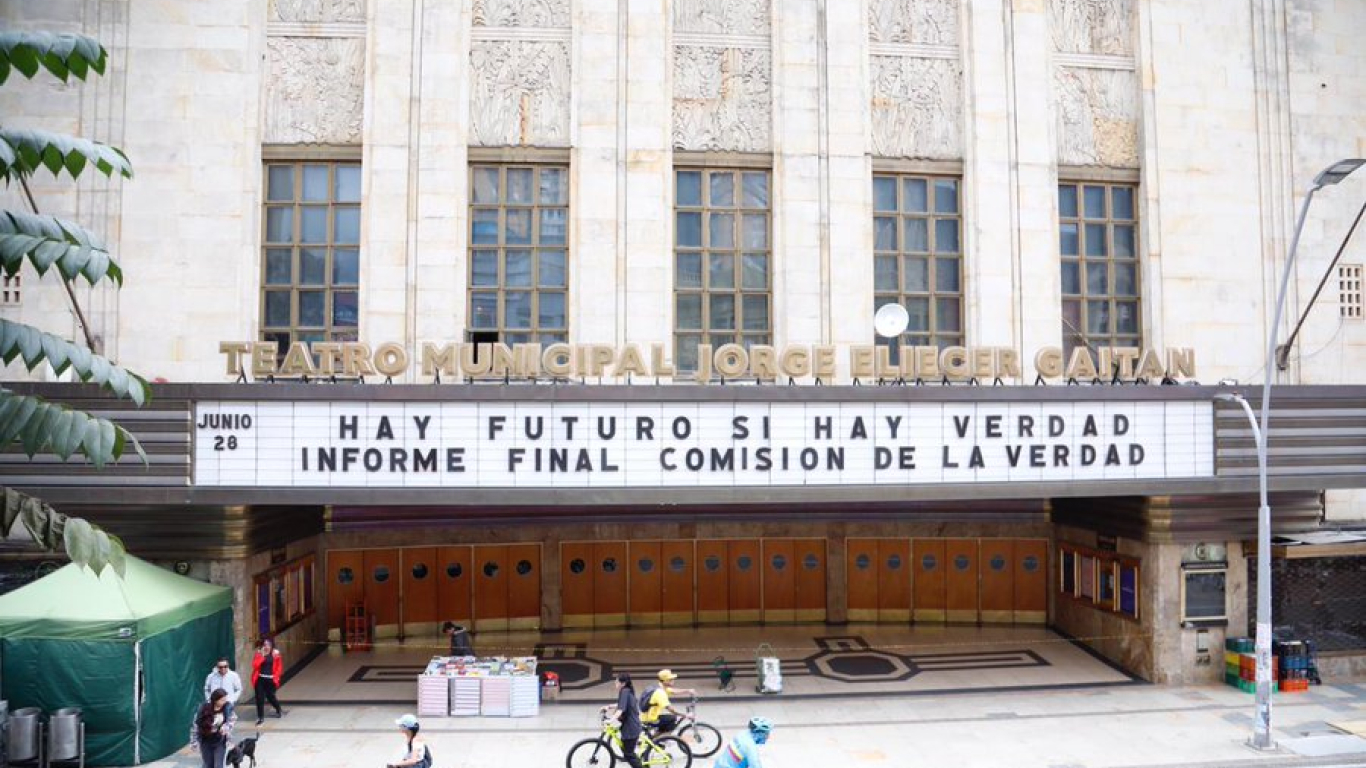 TEATRO MUNICIPAL JORGE ELIECER GAITAN
JUNIO
28
HAY FUTURO SI HAY VERDAD
INFORME FINAL COMISION DE LA VERDAD